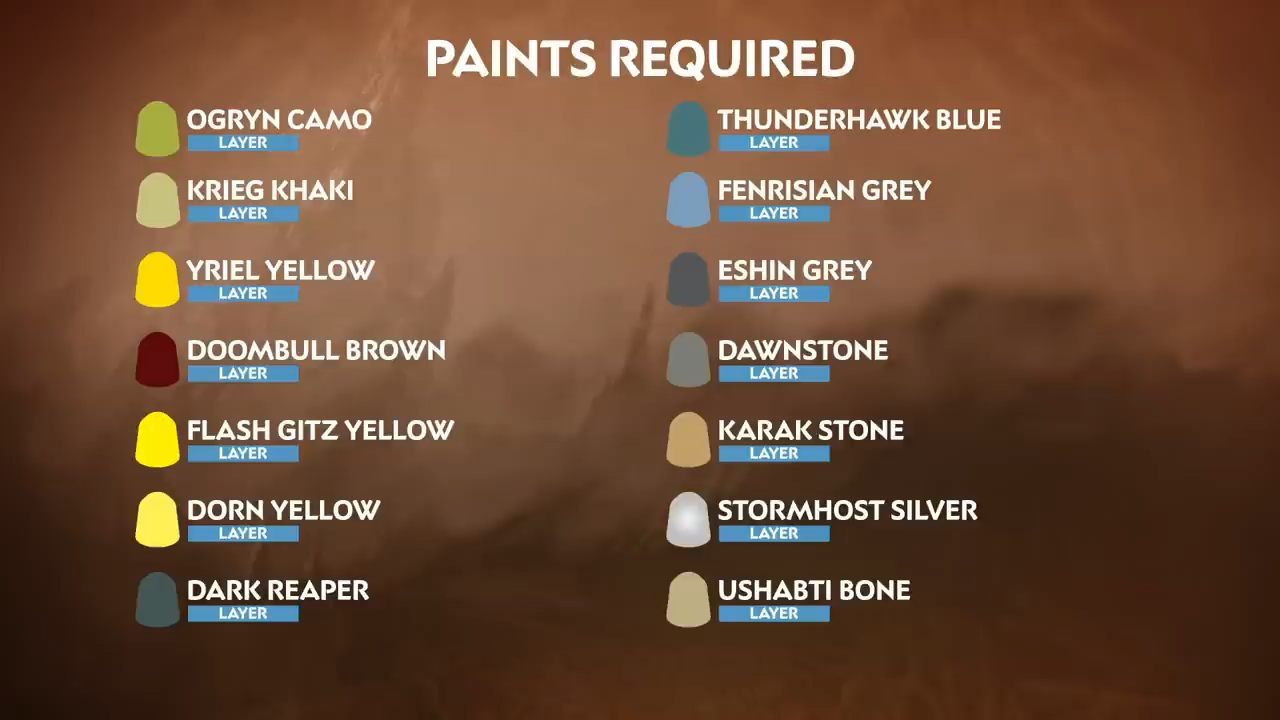 PAINTS REQUIRED
OGRYN CAMO
LAYER
KRIEG KHAKI
LAYER
YRIEL YELLOW
LAYER
DOOMBULL BROWN
LAYER
FLASH GITZ YELLOW
LAYER
DORN YELLOW
LAYER
DARK REAPER
LAYER
THUNDERHAWK BLUE
LAYER
FENRISIAN GREY
LAYER
ESHIN GREY
LAYER
DAWNSTONE
LAYER
KARAK STONE
LAYER
STORMHOST SILVER
LAYER
USHABTI BONE
LAYER